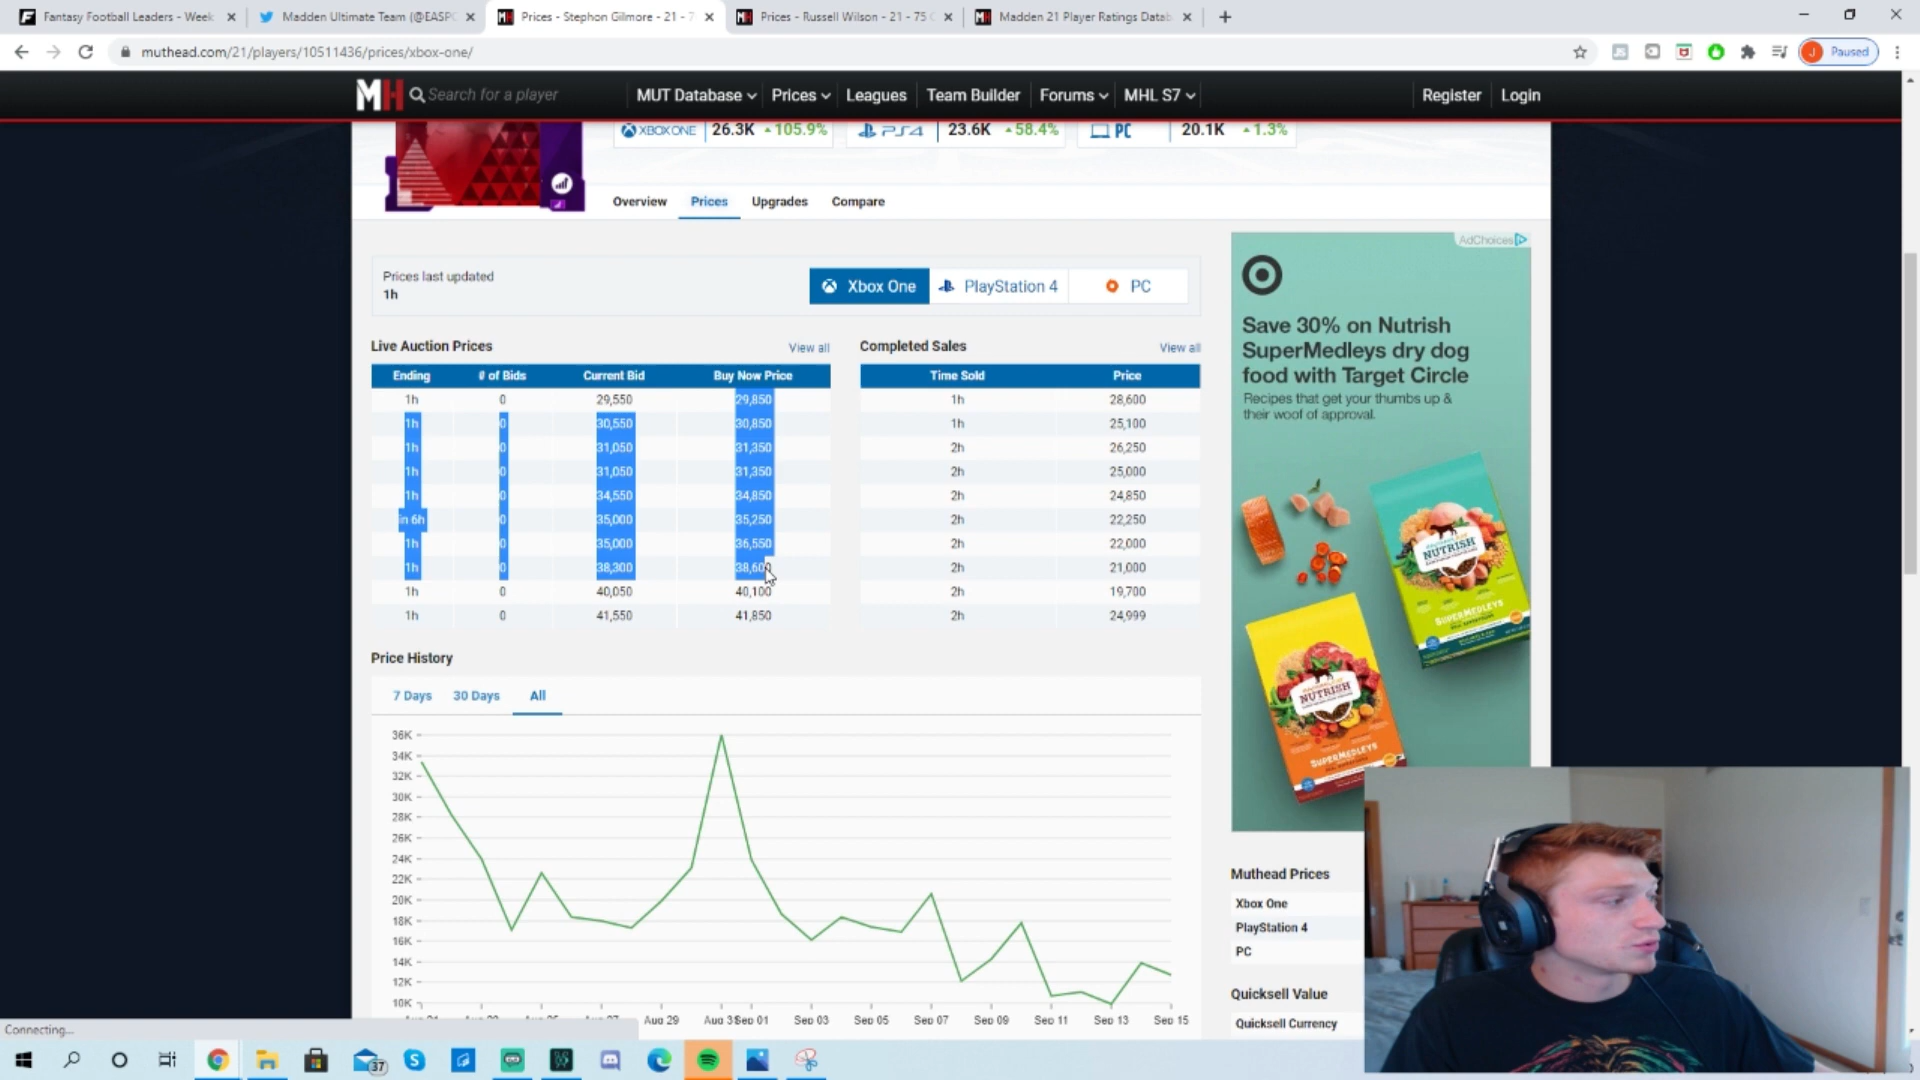 Fantasy Football Leaders - Week
Madden Ultimate Team (@EASPO
Prices - Stephon Gilmore - 21 - 7
Prices - Russell Wilson - 21 - 75
Madden 21 Player Ratings Datab
muthead.com/21/players/10511436/prices/xbox-one/
J Paused
MH Search for a player MUT Database Prices Leagues Team Builder Forums MHL S7 Register Login
XBOX ONE 26.3K 105.9% PS4 23.6K 58.4% PC 20.1K 1.3%
Overview Prices Upgrades Compare
Prices last updated
1h
Xbox One PlayStation 4 PC
Live Auction Prices View all
Ending # of Bids Current Bid Buy Now Price
1h 0 29,550 29,850
1h 0 30,550 30,850
1h 0 31,050 31,350
1h 0 31,050 31,350
1h 0 34,550 34,850
in 6h 0 35,000 35,250
1h 0 35,000 36,550
1h 0 38,300 38,600
1h 0 40,050 40,100
1h 0 41,550 41,850
Completed Sales View all
Time Sold Price
1h 28,600
1h 25,100
2h 26,250
2h 25,000
2h 24,850
2h 22,250
2h 22,000
2h 21,000
2h 19,700
2h 24,999
AdChoices
Save 30% on Nutrish
SuperMedleys dry dog
food with Target Circle
Recipes that get your thumbs up &
their woof of approval.
NUTRISH
SUPERMEDLEYS
NUTRISH
SUPERMEDLEYS
Price History
7 Days 30 Days All
36K
34K
32K
30K
28K
26K
24K
22K
20K
18K
16K
14K
12K
10K
Aug 29 Aug 31 Sep 01 Sep 03 Sep 05 Sep 07 Sep 09 Sep 11 Sep 13 Sep 15
Muthead Prices
Xbox One
PlayStation 4
PC
Quicksell Value
Quicksell Currency
Connecting...
37